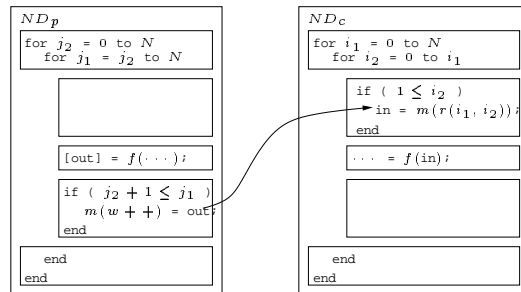 ND_p
for j_2 = 0 to N
for j_1 = j_2 to N
[out] = f(···);
if ( j_2 + 1 ≤ j_1 )
m(w + +) = out;
end
end
end
ND_c
for i_1 = 0 to N
for i_2 = 0 to i_1
if ( 1 ≤ i_2 )
in = m(r(i_1, i_2));
end
··· = f(in);
end
end